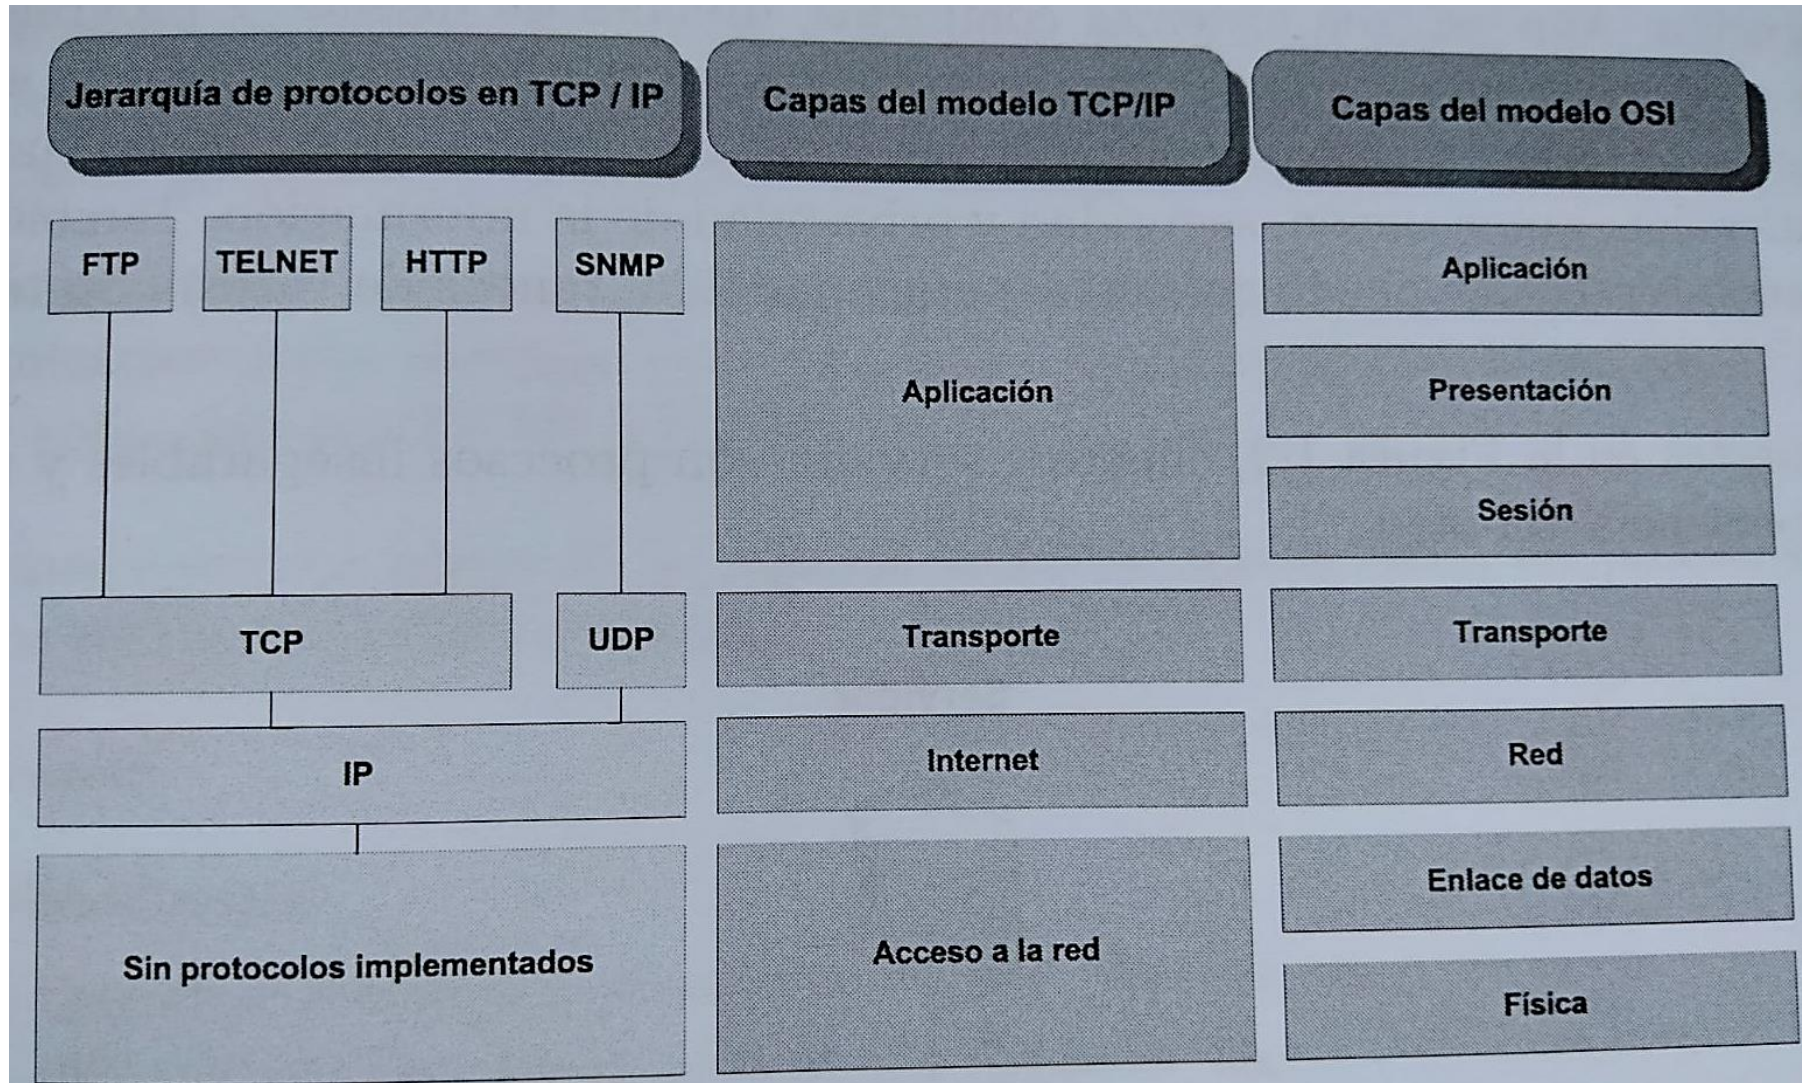 Jerarquía de protocolos en TCP / IP
Capas del modelo TCP/IP
Capas del modelo OSI
FTP
TELNET
HTTP
SNMP
TCP
UDP
IP
Sin protocolos implementados
Aplicación
Transporte
Internet
Acceso a la red
Aplicación
Presentación
Sesión
Transporte
Red
Enlace de datos
Física